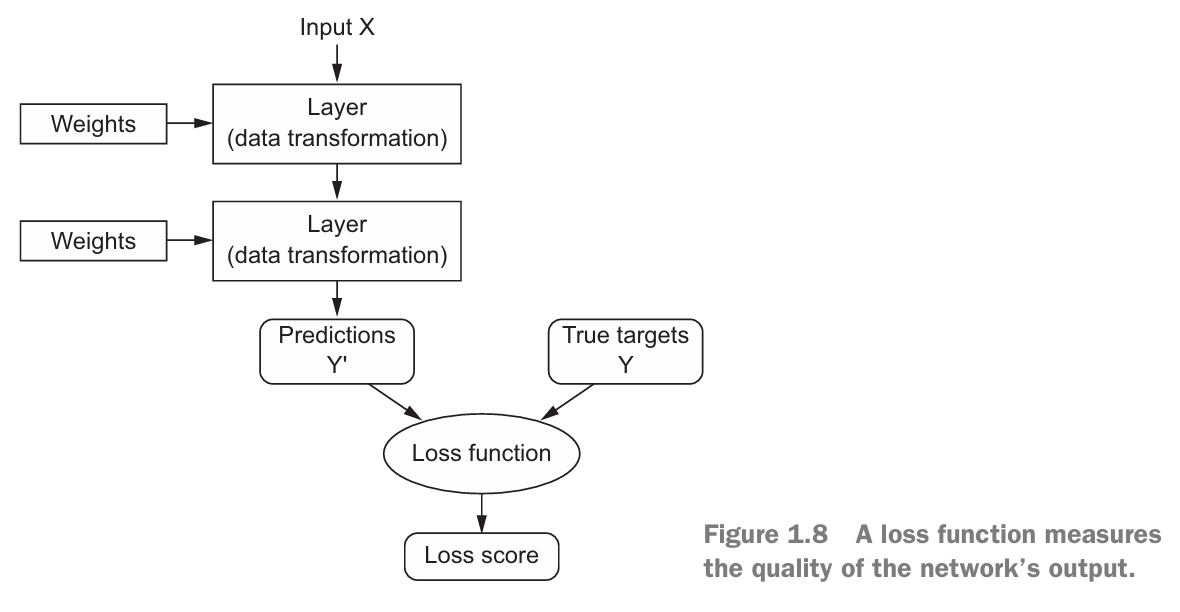 Input X
Weights
Layer
(data transformation)
Weights
Layer
(data transformation)
Predictions
Y'
True targets
Y
Loss function
Loss score
Figure 1.8 A loss function measures
the quality of the network's output.